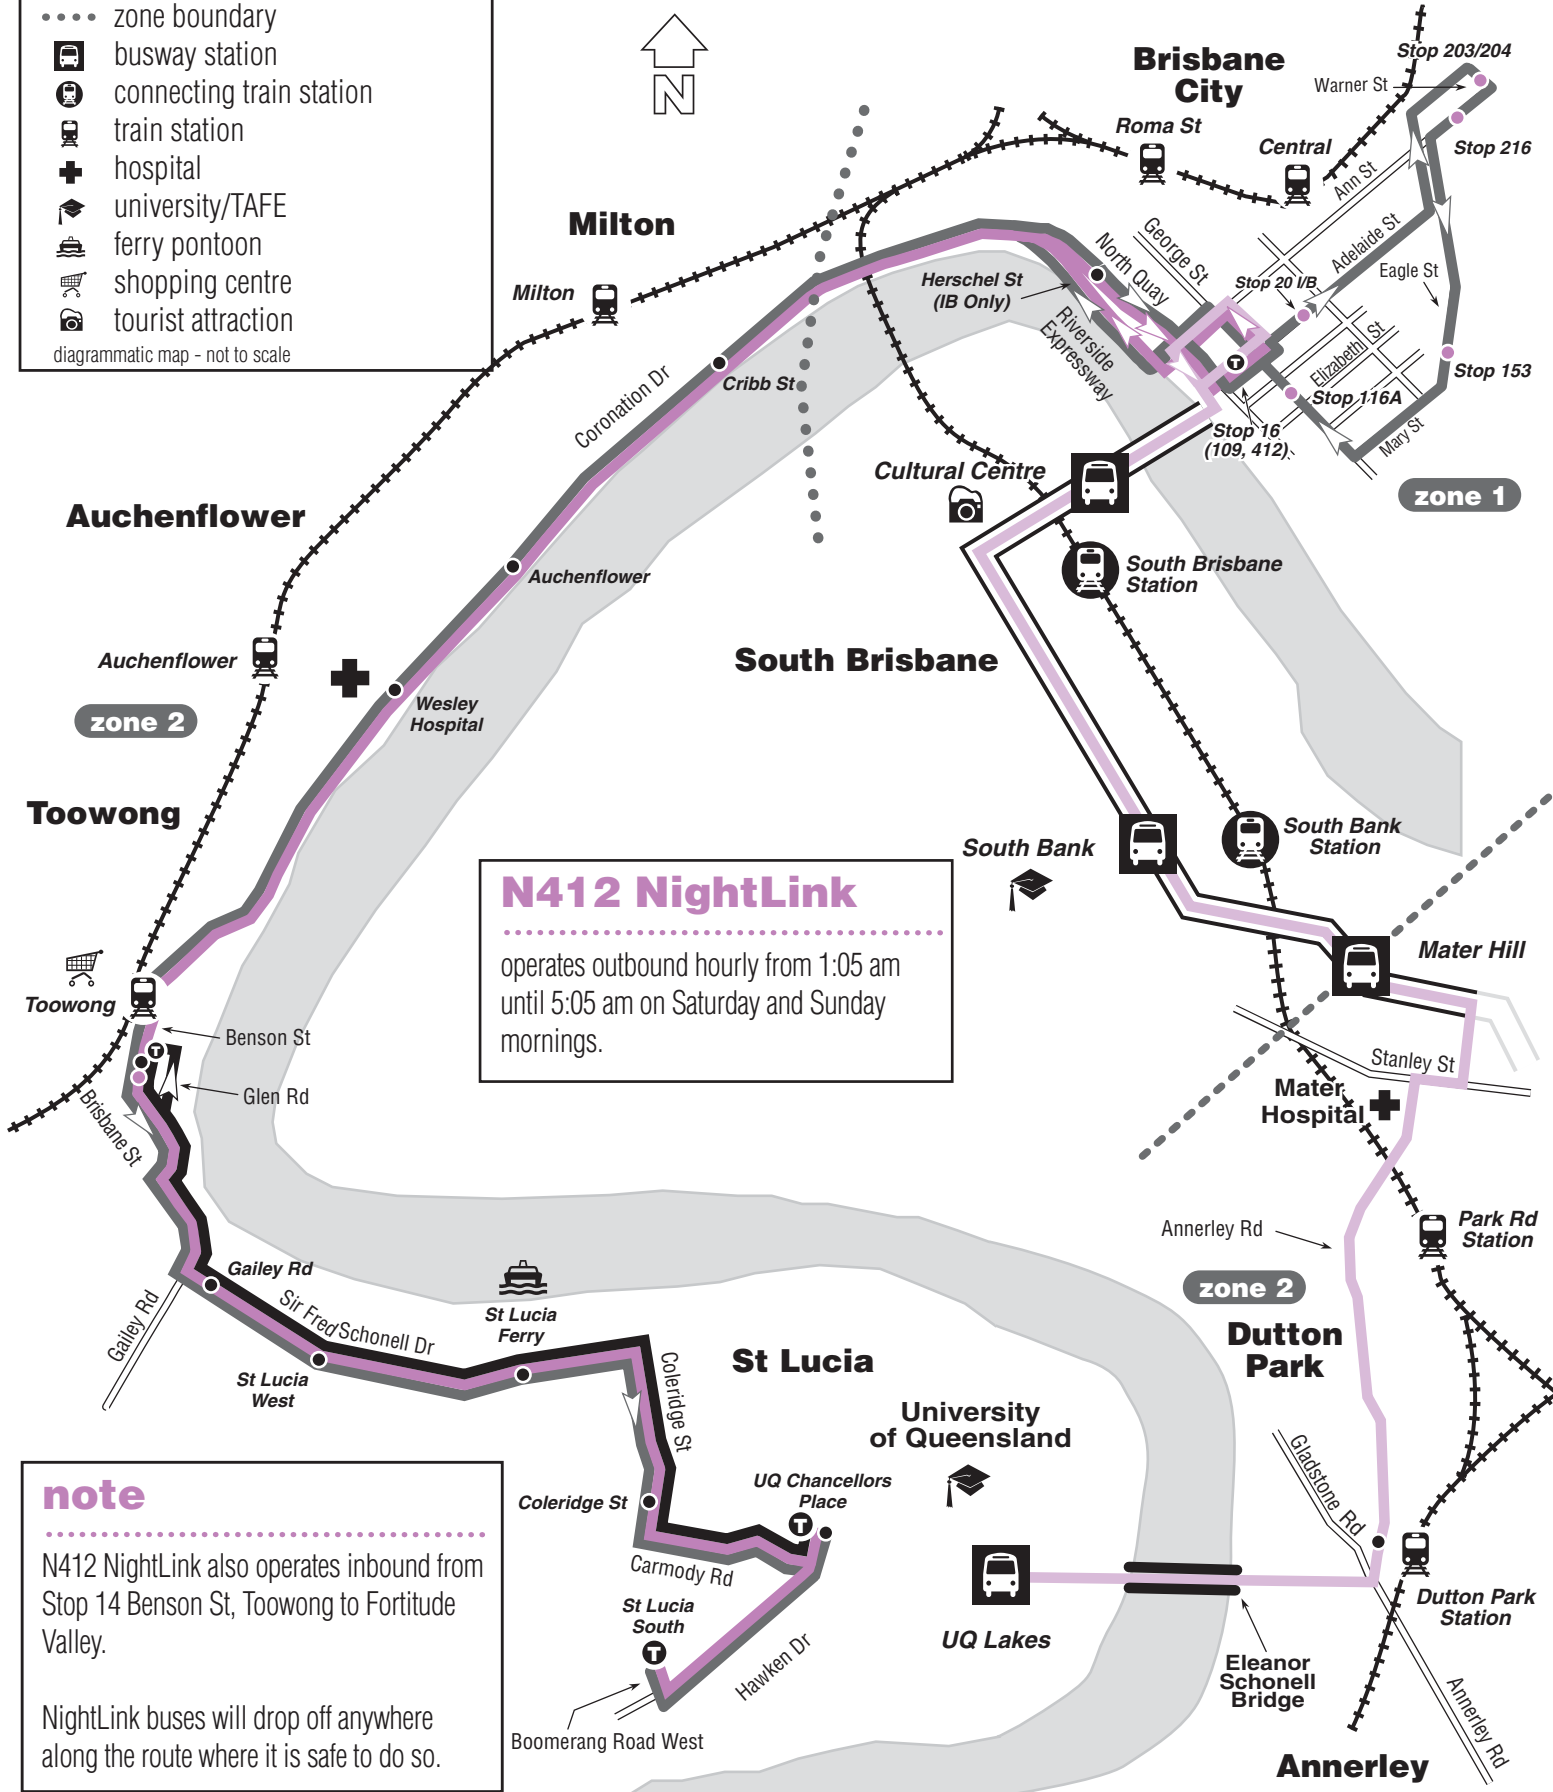 zone boundary
busway station
connecting train station
train station
hospital
university/TAFE
ferry pontoon
shopping centre
tourist attraction
diagrammatic map - not to scale
N
Brisbane
City
Roma St
Central
Stop 203/204
Warner St
Stop 216
Ann St
Adelaide St
Eagle St
George St
North Quay
Stop 20 I/B
Herschel St
(IB Only)
Riverside
Expressway
Elizabeth St
Stop 153
Stop 116A
Mary St
Stop 16
(109, 412)
zone 1
Milton
Milton
Cribb St
Coronation Dr
Cultural Centre
South Brisbane
Station
Auchenflower
Auchenflower
Auchenflower
zone 2
Wesley
Hospital
South Brisbane
Toowong
South Bank
South Bank
Station
Mater Hill
Toowong
Benson St
Glen Rd
Brisbane St
N412 NightLink
operates outbound hourly from 1:05 am
until 5:05 am on Saturday and Sunday
mornings.
Stanley St
Mater
Hospital
Annerley Rd
Park Rd
Station
zone 2
Dutton
Park
Gailey Rd
Gailey Rd
Sir Fred Schonell Dr
St Lucia
Ferry
St Lucia
West
St Lucia
Coleridge St
Coleridge St
University
of Queensland
UQ Chancellors
Place
Carmody Rd
St Lucia
South
T
T
T
T
Hawken Dr
Boomerang Road West
UQ Lakes
Gladstone Rd
Dutton Park
Station
Eleanor
Schonell
Bridge
Annerley Rd
Annerley
note
N412 NightLink also operates inbound from
Stop 14 Benson St, Toowong to Fortitude
Valley.
NightLink buses will drop off anywhere
along the route where it is safe to do so.